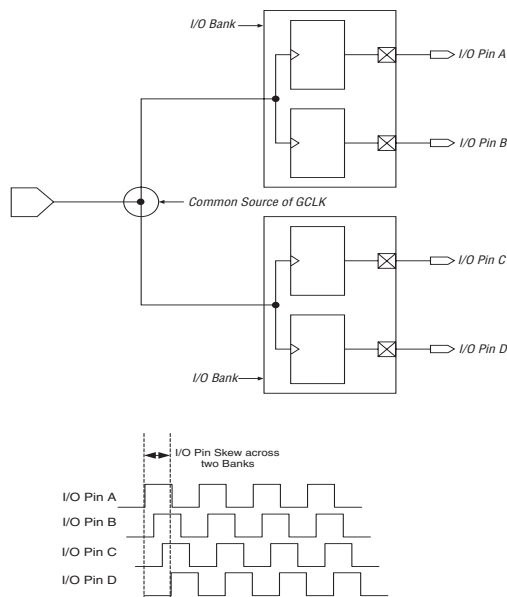 I/O Bank
I/O Pin A
I/O Pin B
Common Source of GCLK
I/O Pin C
I/O Pin D
I/O Bank
I/O Pin Skew across
two Banks
I/O Pin A
I/O Pin B
I/O Pin C
I/O Pin D